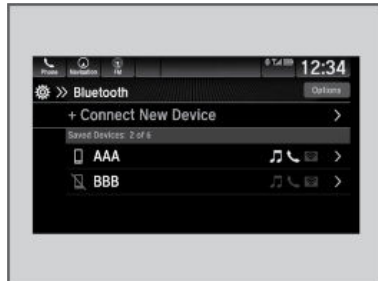 Phone Navigation FM 12:34
Bluetooth Options
+ Connect New Device
Saved Devices: 2 of 6
AAA
BBB